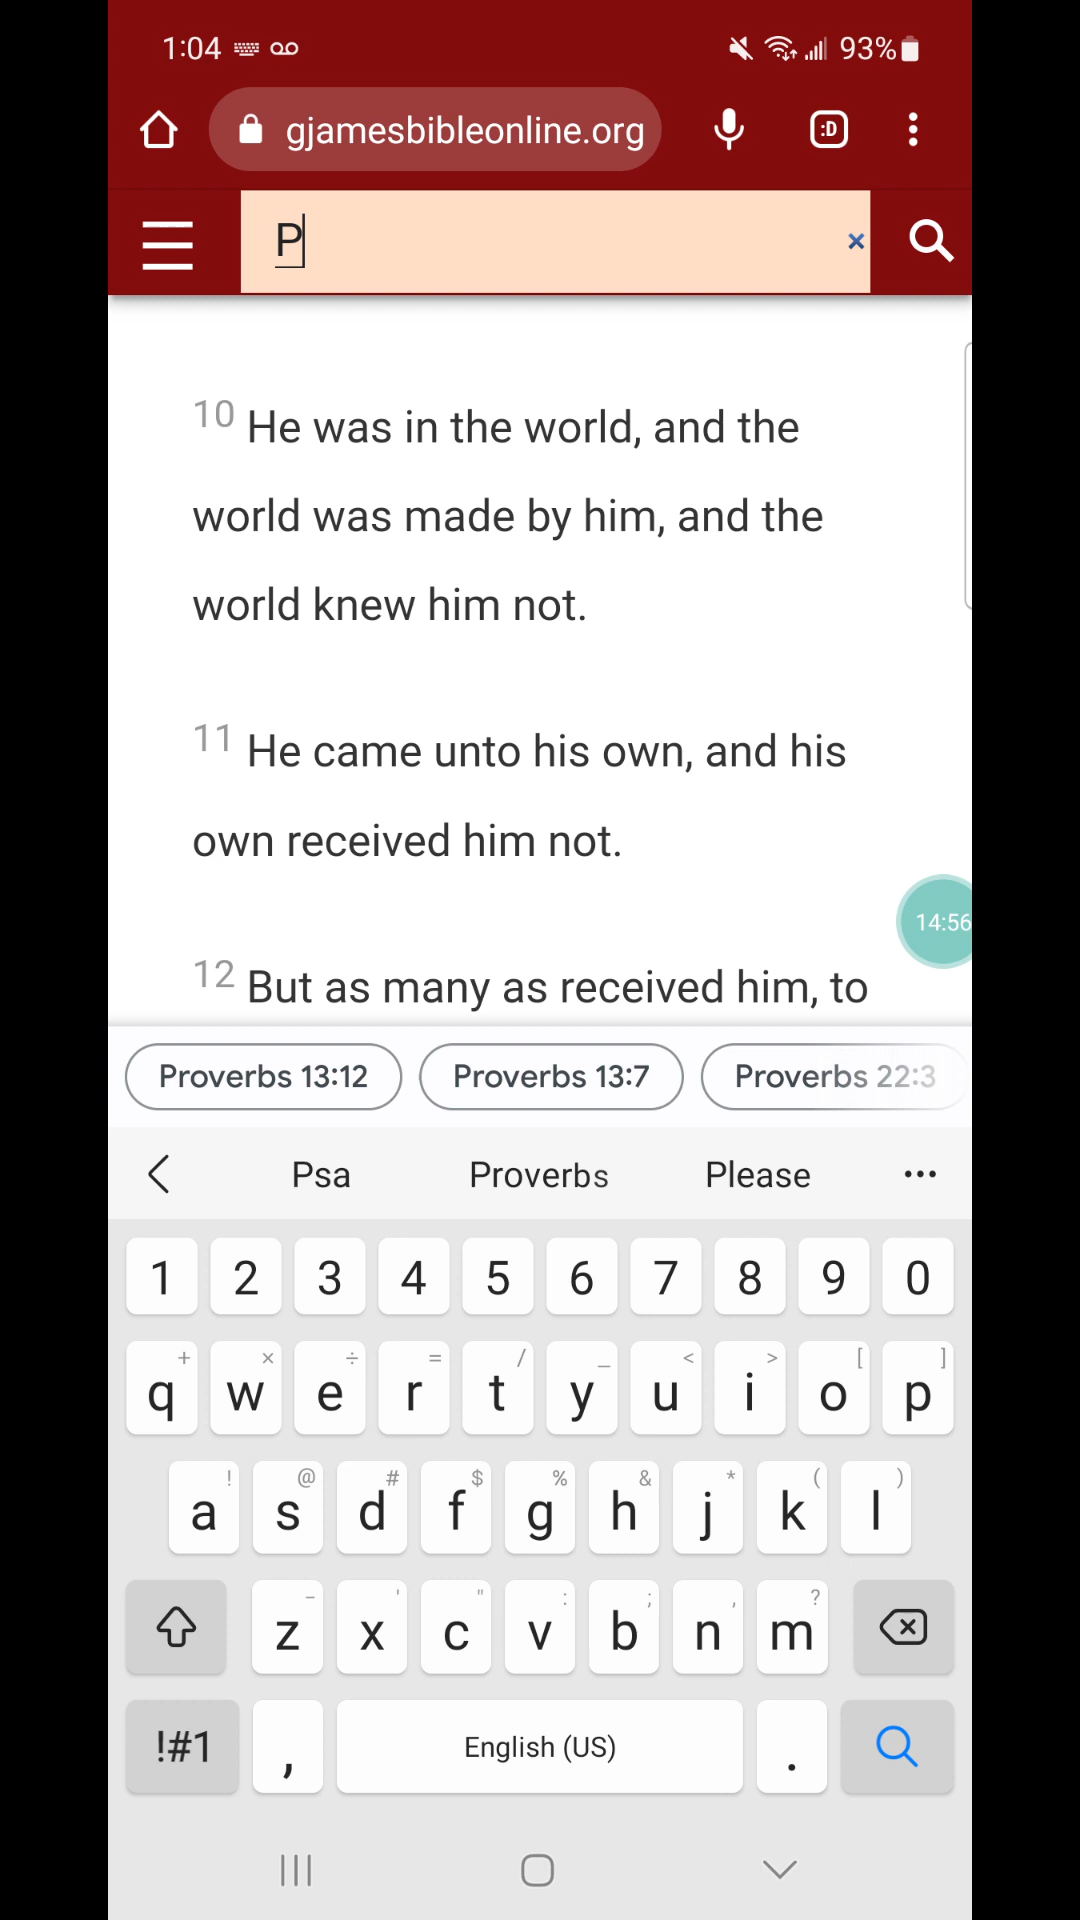 1:04 93%
gjamesbibleonline.org :D
P
10 He was in the world, and the
world was made by him, and the
world knew him not.
11 He came unto his own, and his
own received him not.
14:56
12 But as many as received him, to
Proverbs 13:12 Proverbs 13:7 Proverbs 22:3
Psa Proverbs Please
1 2 3 4 5 6 7 8 9 0
+ × ÷ = / _ < > [ ]
q w e r t y u i o p
! @ # $ % & * ( )
a s d f g h j k l
- ' " : ; , ?
z x c v b n m
!#1 , English (US) .